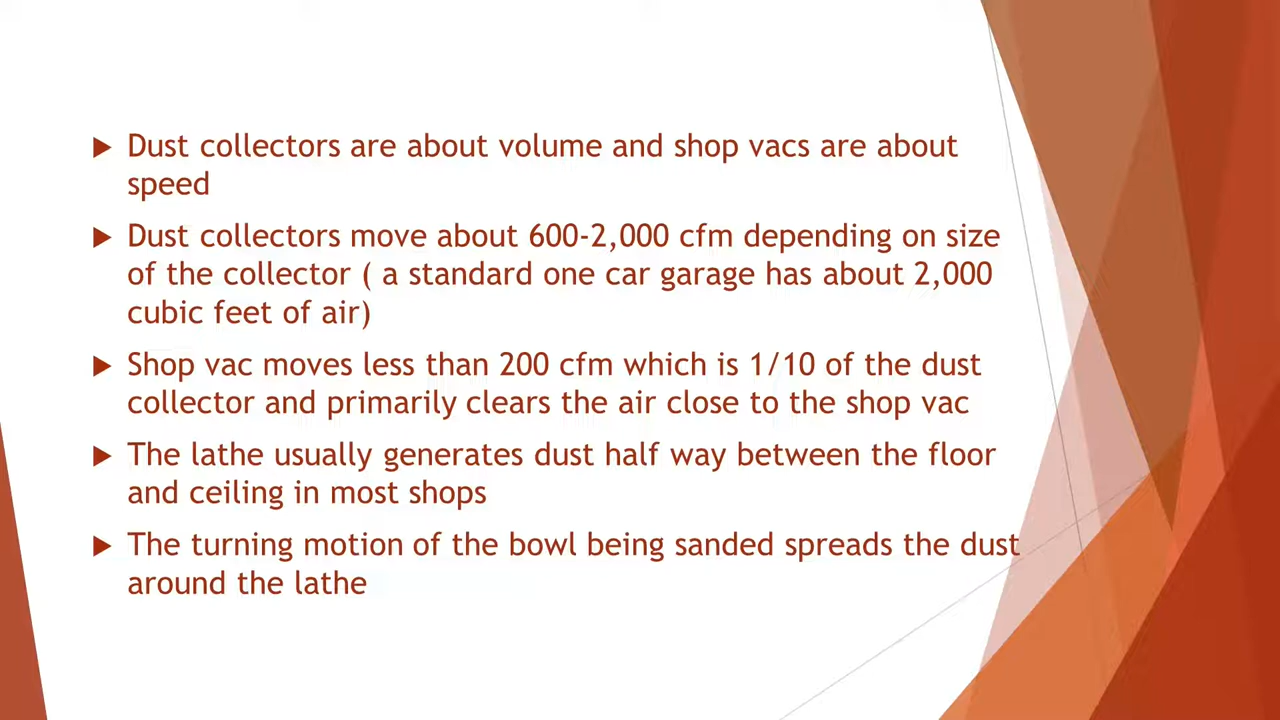 Dust collectors are about volume and shop vacs are about
speed
Dust collectors move about 600-2,000 cfm depending on size
of the collector ( a standard one car garage has about 2,000
cubic feet of air)
Shop vac moves less than 200 cfm which is 1/10 of the dust
collector and primarily clears the air close to the shop vac
The lathe usually generates dust half way between the floor
and ceiling in most shops
The turning motion of the bowl being sanded spreads the dust
around the lathe